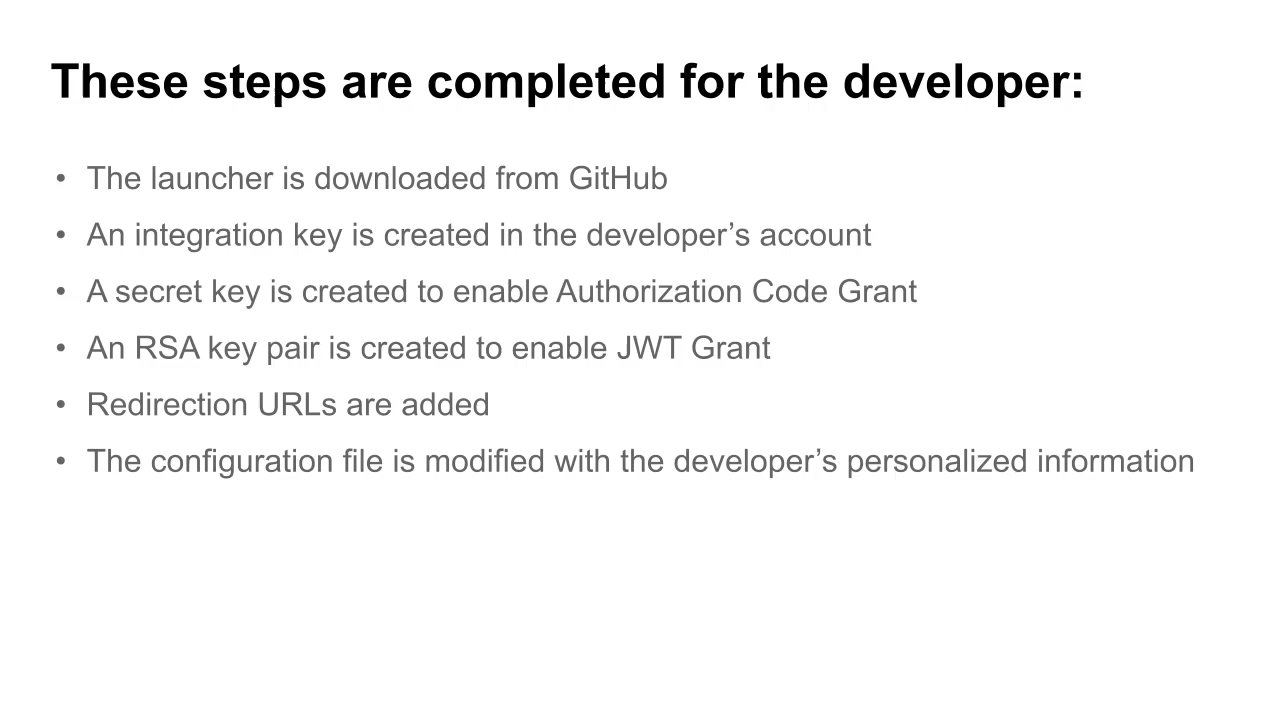 These steps are completed for the developer:
• The launcher is downloaded from GitHub
• An integration key is created in the developer’s account
• A secret key is created to enable Authorization Code Grant
• An RSA key pair is created to enable JWT Grant
• Redirection URLs are added
• The configuration file is modified with the developer’s personalized information